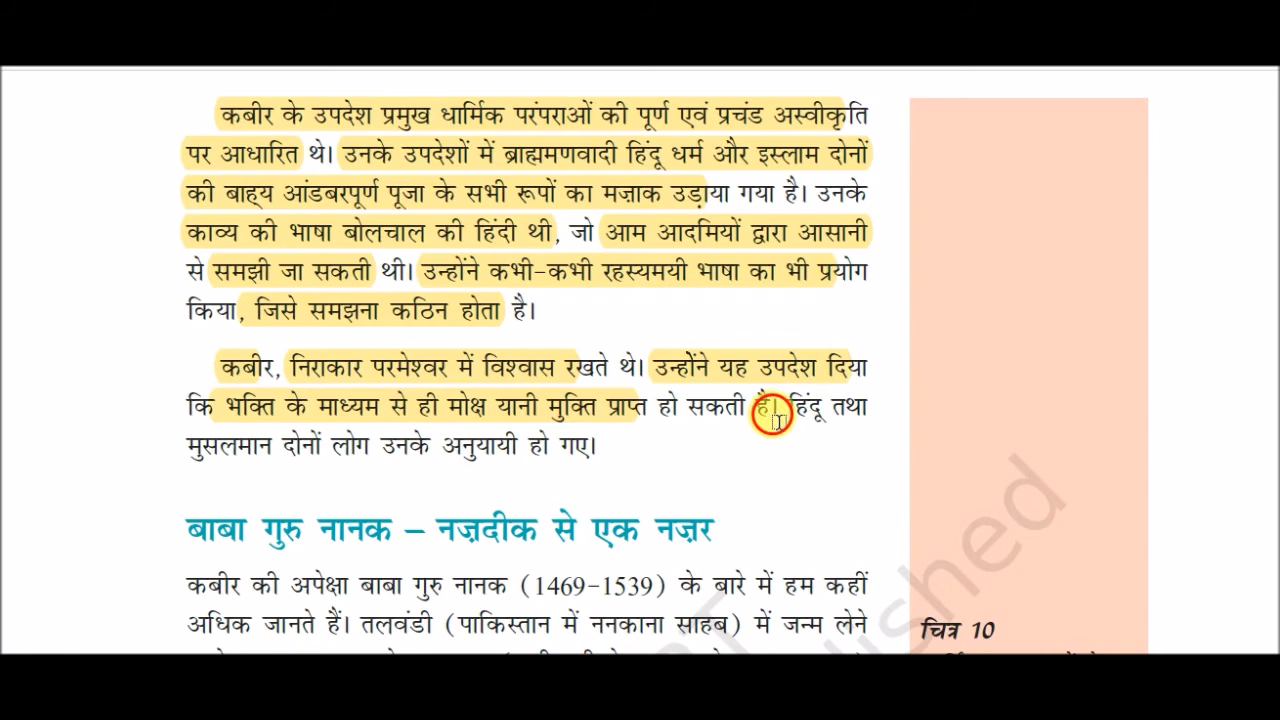 कबीर के उपदेश प्रमुख धार्मिक परंपराओं की पूर्ण एवं प्रचंड अस्वीकृति
पर आधारित थे। उनके उपदेशों में ब्राह्मणवादी हिंदू धर्म और इस्लाम दोनों
की बाह्य आंडबरपूर्ण पूजा के सभी रूपों का मज़ाक उड़ाया गया है। उनके
काव्य की भाषा बोलचाल की हिंदी थी, जो आम आदमियों द्वारा आसानी
से समझी जा सकती थी। उन्होंने कभी-कभी रहस्यमयी भाषा का भी प्रयोग
किया, जिसे समझना कठिन होता है।
कबीर, निराकार परमेश्वर में विश्वास रखते थे। उन्होंने यह उपदेश दिया
कि भक्ति के माध्यम से ही मोक्ष यानी मुक्ति प्राप्त हो सकती है। हिंदू तथा
मुसलमान दोनों लोग उनके अनुयायी हो गए।
बाबा गुरु नानक – नज़दीक से एक नज़र
कबीर की अपेक्षा बाबा गुरु नानक (1469-1539) के बारे में हम कहीं
अधिक जानते हैं। तलवंडी (पाकिस्तान में ननकाना साहब) में जन्म लेने
चित्र 10